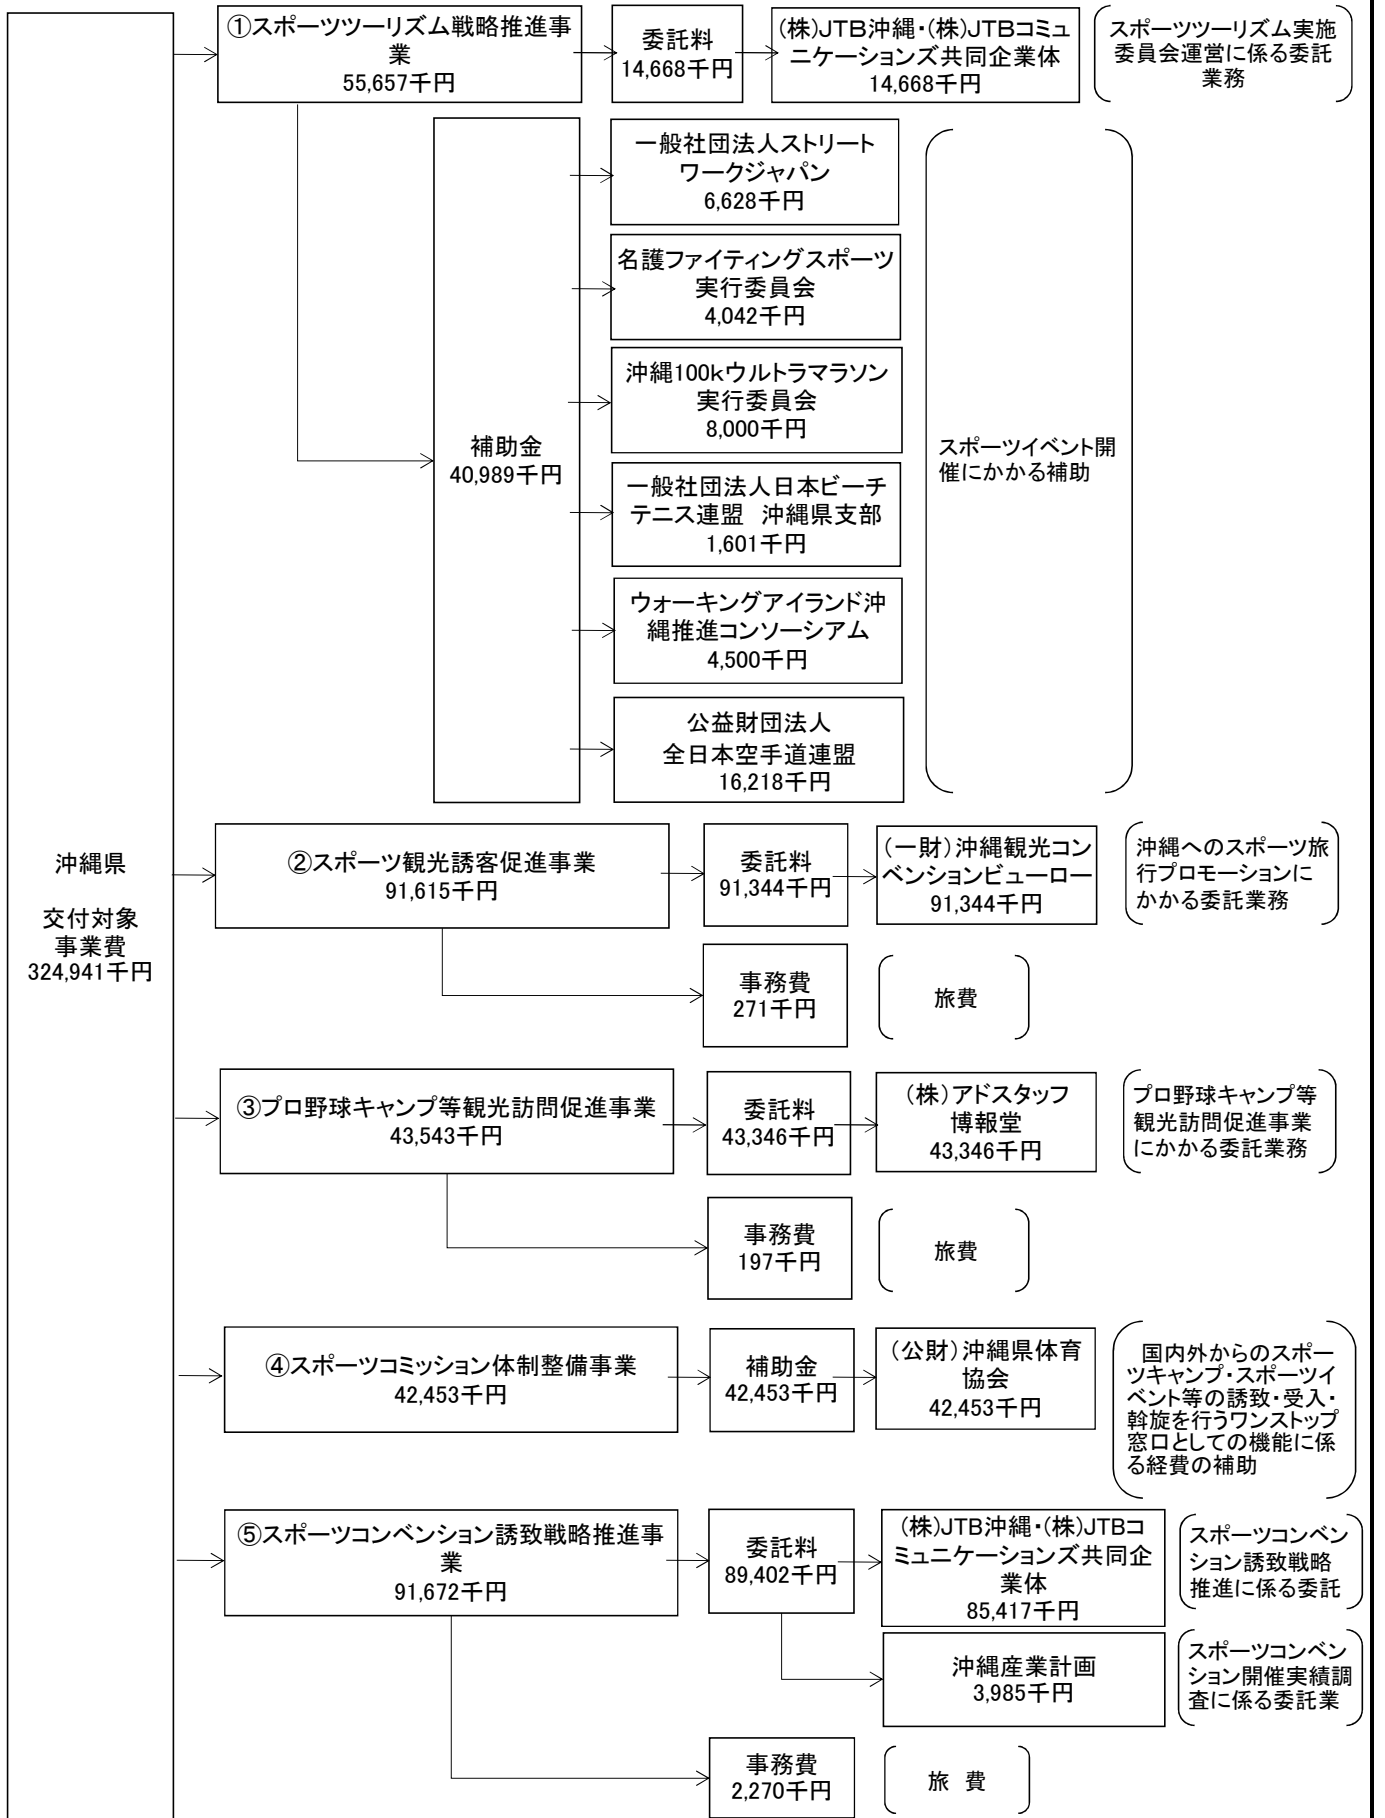 沖縄県
交付対象
事業費
324,941千円
①スポーツツーリズム戦略推進事
業
55,657千円
委託料
14,668千円
(株)JTB沖縄・(株)JTBコミュ
ニケーションズ共同企業体
14,668千円
スポーツツーリズム実施
委員会運営に係る委託
業務
補助金
40,989千円
一般社団法人ストリート
ワークジャパン
6,628千円
名護ファイティングスポーツ
実行委員会
4,042千円
沖縄100kウルトラマラソン
実行委員会
8,000千円
一般社団法人日本ビーチ
テニス連盟 沖縄県支部
1,601千円
ウォーキングアイランド沖
縄推進コンソーシアム
4,500千円
公益財団法人
全日本空手道連盟
16,218千円
スポーツイベント開
催にかかる補助
②スポーツ観光誘客促進事業
91,615千円
委託料
91,344千円
(一財)沖縄観光コン
ベンションビューロー
91,344千円
沖縄へのスポーツ旅
行プロモーションに
かかる委託業務
事務費
271千円
旅費
③プロ野球キャンプ等観光訪問促進事業
43,543千円
委託料
43,346千円
(株)アドスタッフ
博報堂
43,346千円
プロ野球キャンプ等
観光訪問促進事業
にかかる委託業務
事務費
197千円
旅費
④スポーツコミッション体制整備事業
42,453千円
補助金
42,453千円
(公財)沖縄県体育
協会
42,453千円
国内外からのスポー
ツキャンプ・スポーツイ
ベント等の誘致・受入・
斡旋を行うワンストップ
窓口としての機能に係
る経費の補助
⑤スポーツコンベンション誘致戦略推進事
業
91,672千円
委託料
89,402千円
(株)JTB沖縄・(株)JTBコ
ミュニケーションズ共同企
業体
85,417千円
スポーツコンベン
ション誘致戦略
推進に係る委託
沖縄産業計画
3,985千円
スポーツコンベン
ション開催実績調
査に係る委託業
事務費
2,270千円
旅 費